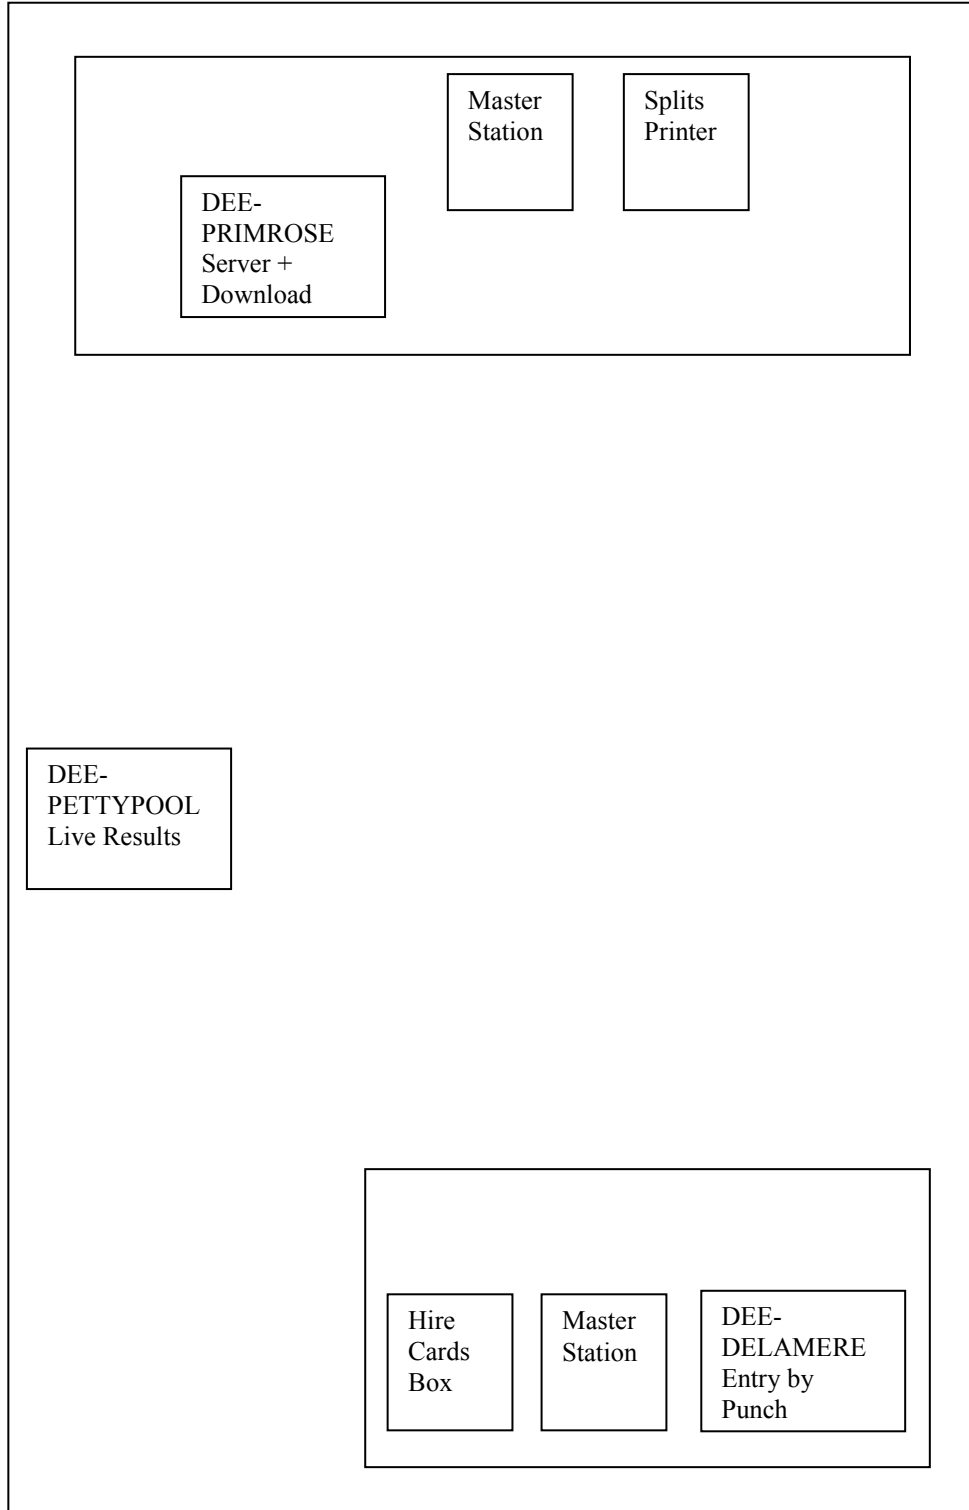 Master
Station
Splits
Printer
DEE-
PRIMROSE
Server +
Download
DEE-
PETTYPOOL
Live Results
Hire
Cards
Box
Master
Station
DEE-
DELAMERE
Entry by
Punch